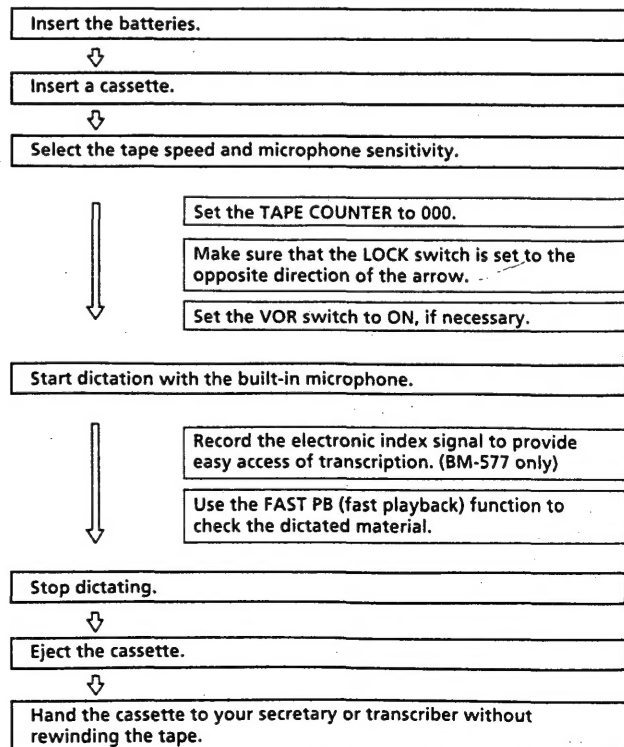 Insert the batteries.
Insert a cassette.
Select the tape speed and microphone sensitivity.
Set the TAPE COUNTER to 000.
Make sure that the LOCK switch is set to the
opposite direction of the arrow.
Set the VOR switch to ON, if necessary.
Start dictation with the built-in microphone.
Record the electronic index signal to provide
easy access of transcription. (BM-577 only)
Use the FAST PB (fast playback) function to
check the dictated material.
Stop dictating.
Eject the cassette.
Hand the cassette to your secretary or transcriber without
rewinding the tape.